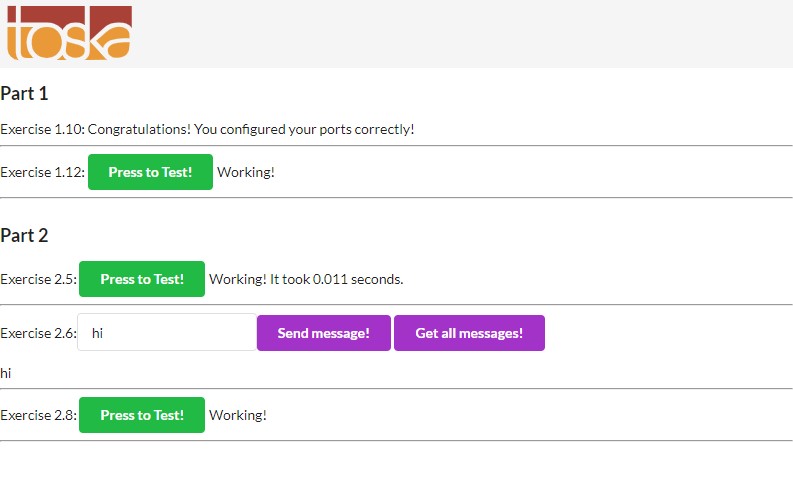 toska
Part 1
Exercise 1.10: Congratulations! You configured your ports correctly!
Exercise 1.12: Press to Test! Working!
Part 2
Exercise 2.5: Press to Test! Working! It took 0.011 seconds.
Exercise 2.6: hi Send message! Get all messages!
hi
Exercise 2.8: Press to Test! Working!